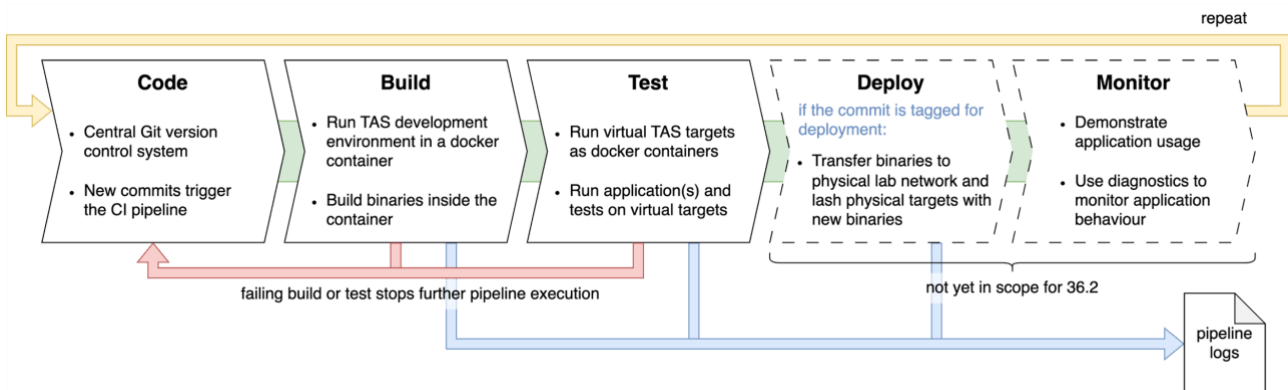 repeat
Code
• Central Git version
control system
• New commits trigger
the CI pipeline
Build
• Run TAS development
environment in a docker
container
• Build binaries inside the
container
Test
• Run virtual TAS targets
as docker containers
• Run application(s) and
tests on virtual targets
Deploy
if the commit is tagged for
deployment:
• Transfer binaries to
physical lab network and
lash physical targets with
new binaries
Monitor
• Demonstrate
application usage
• Use diagnostics to
monitor application
behaviour
failing build or test stops further pipeline execution
not yet in scope for 36.2
pipeline
logs